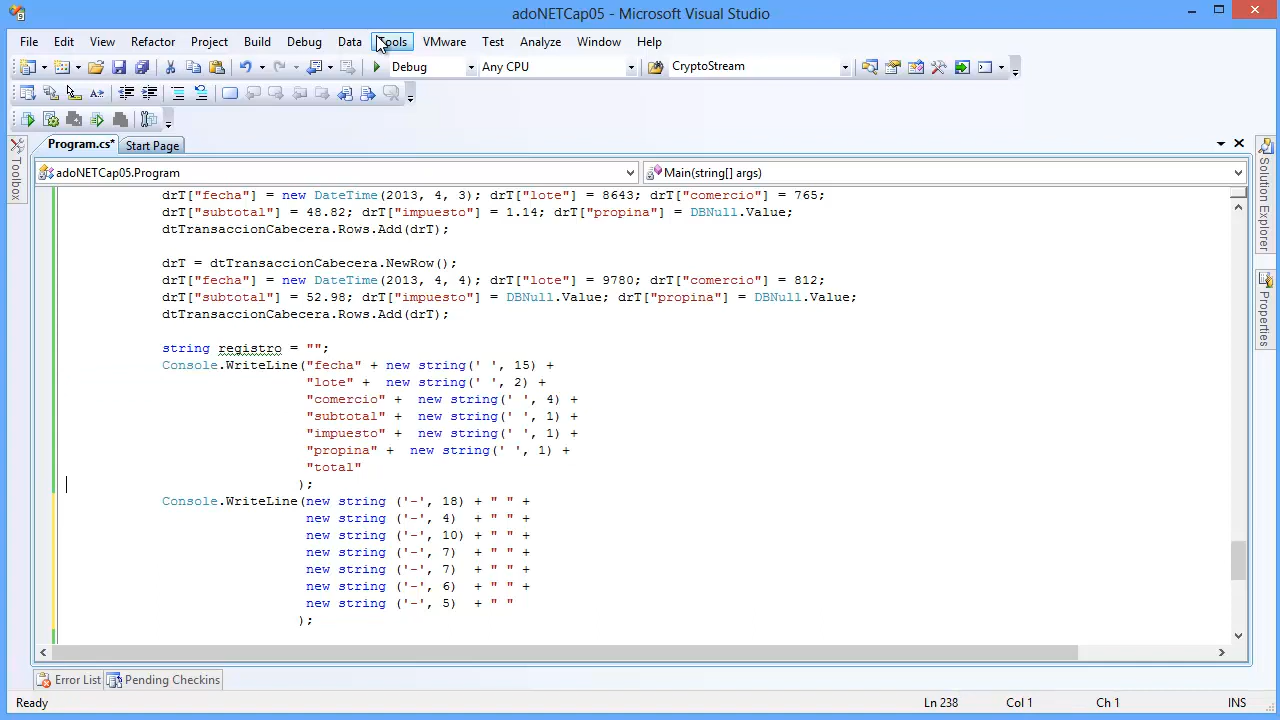 adoNETCap05 - Microsoft Visual Studio
File Edit View Refactor Project Build Debug Data Tools VMware Test Analyze Window Help
Debug Any CPU CryptoStream
Program.cs* Start Page
Toolbox
adoNETCap05.Program Main(string[] args)
drT["fecha"] = new DateTime(2013, 4, 3); drT["lote"] = 8643; drT["comercio"] = 765;
drT["subtotal"] = 48.82; drT["impuesto"] = 1.14; drT["propina"] = DBNull.Value;
dtTransaccionCabecera.Rows.Add(drT);
drT = dtTransaccionCabecera.NewRow();
drT["fecha"] = new DateTime(2013, 4, 4); drT["lote"] = 9780; drT["comercio"] = 812;
drT["subtotal"] = 52.98; drT["impuesto"] = DBNull.Value; drT["propina"] = DBNull.Value;
dtTransaccionCabecera.Rows.Add(drT);
string registro = "";
Console.WriteLine("fecha" + new string(' ', 15) +
"lote" +  new string(' ', 2) +
"comercio" +  new string(' ', 4) +
"subtotal" +  new string(' ', 1) +
"impuesto" +  new string(' ', 1) +
"propina" +  new string(' ', 1) +
"total"
);
Console.WriteLine(new string ('-', 18) + " " +
new string ('-', 4)  + " " +
new string ('-', 10) + " " +
new string ('-', 7)  + " " +
new string ('-', 7)  + " " +
new string ('-', 6)  + " " +
new string ('-', 5)  + " "
);
Solution Explorer
Properties
Error List Pending Checkins
Ready Ln 238 Col 1 Ch 1 INS